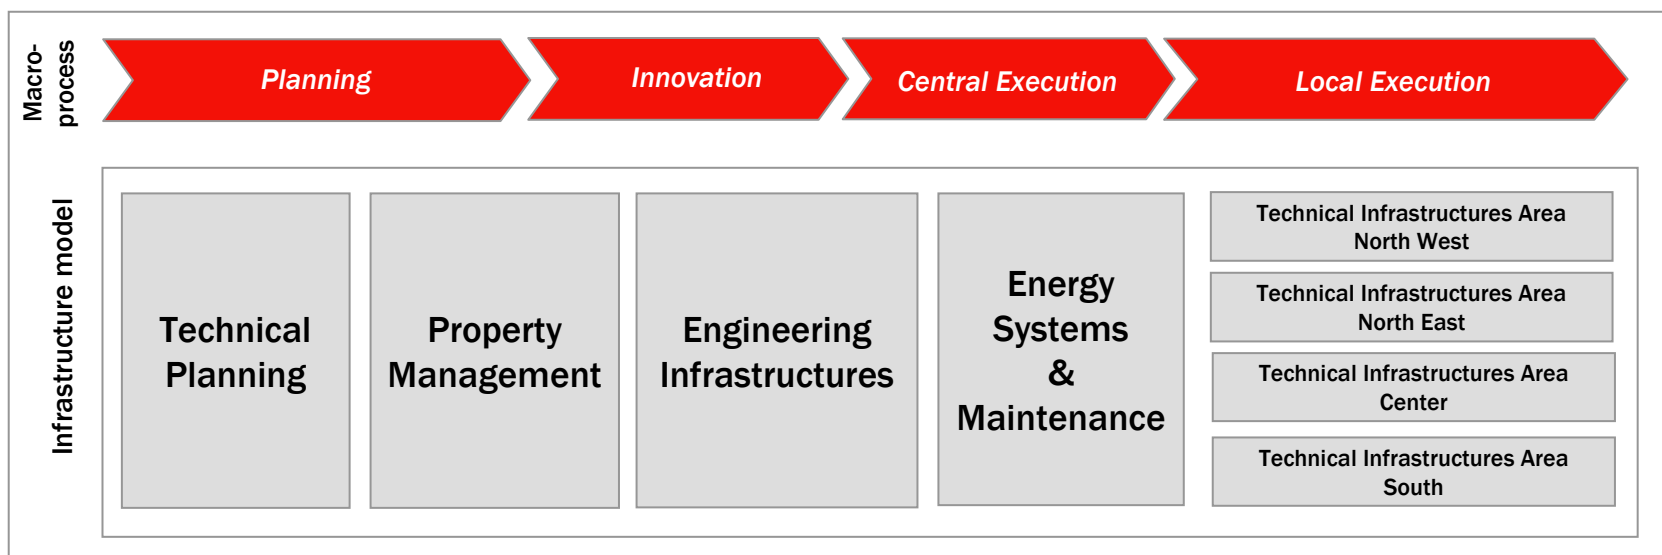 Macro-
process
Planning
Innovation
Central Execution
Local Execution
Infrastructure model
Technical
Planning
Property
Management
Engineering
Infrastructures
Energy
Systems
&
Maintenance
Technical Infrastructures Area
North West
Technical Infrastructures Area
North East
Technical Infrastructures Area
Center
Technical Infrastructures Area
South